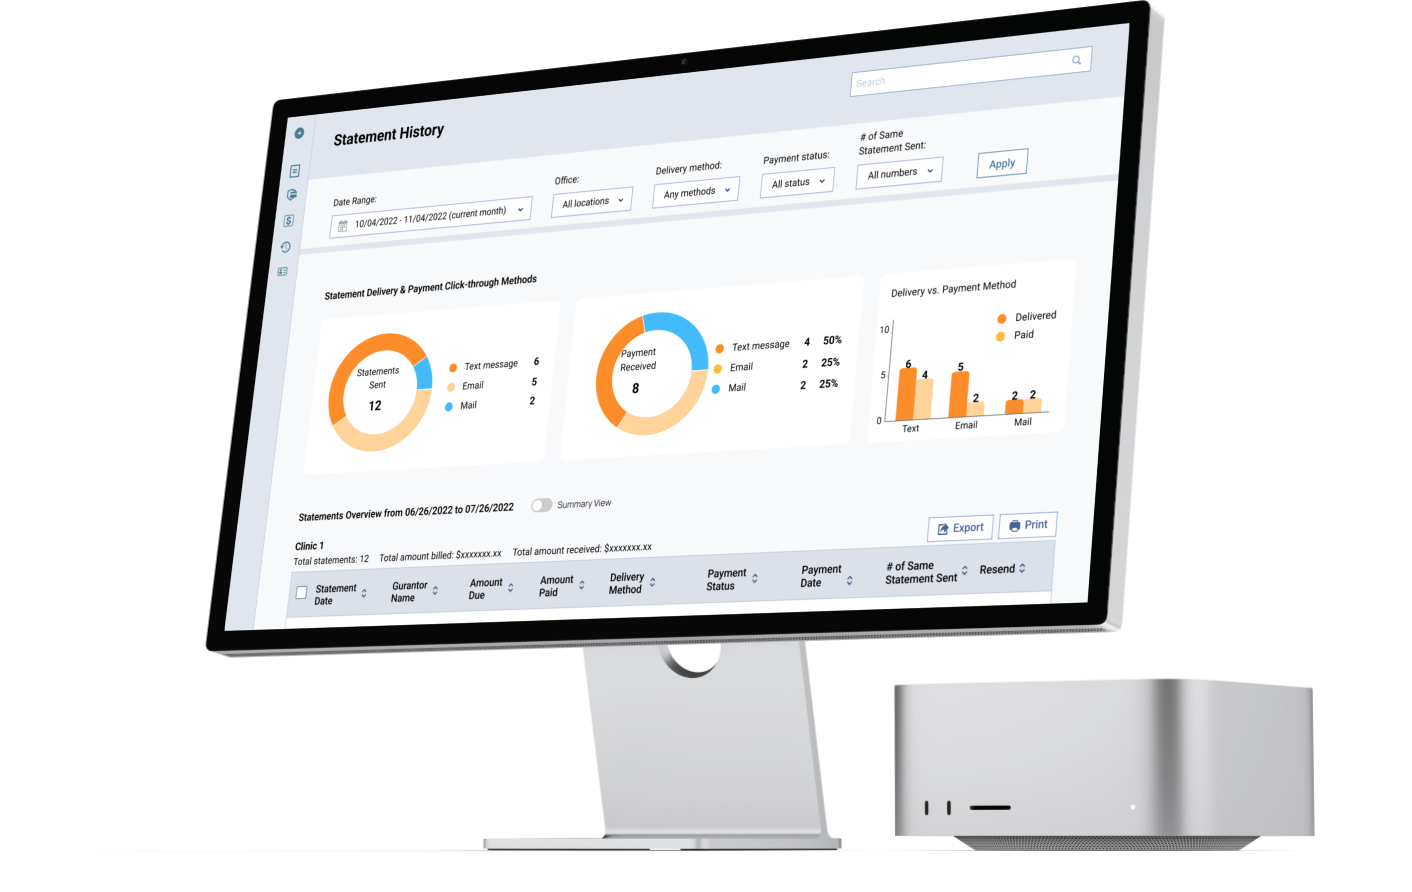 Search
Statement History
Date Range:
10/04/2022 - 11/04/2022 (current month)
Office:
All locations
Delivery method:
Any methods
Payment status:
All status
# of Same
Statement Sent:
All numbers
Apply
Statement Delivery & Payment Click-through Methods
Statements
Sent
12
Text message 6
Email 5
Mail 2
Payment
Received
8
Text message 4 50%
Email 2 25%
Mail 2 25%
Delivery vs. Payment Method
Delivered
Paid
10
5
0
6
4
5
2
2
2
Text
Email
Mail
Statements Overview from 06/26/2022 to 07/26/2022
Summary View
Export
Print
Clinic 1
Total statements: 12 Total amount billed: $xxxxxxx.xx Total amount received: $xxxxxxx.xx
Statement
Date
Gurantor
Name
Amount
Due
Amount
Paid
Delivery
Method
Payment
Status
Payment
Date
# of Same
Statement Sent
Resend